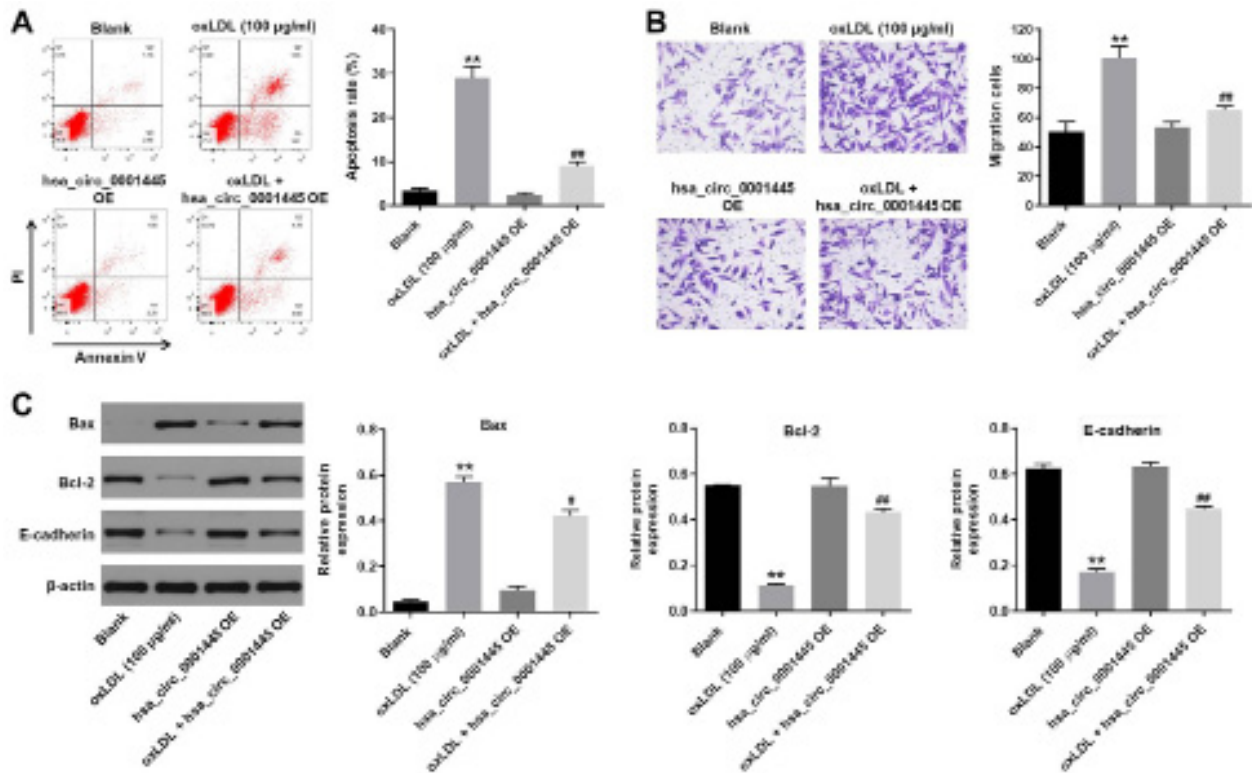 A
Blank
oxLDL (100 µg/ml)
hsa_circ_0001445
OE
oxLDL +
hsa_circ_0001445 OE
PI
Annexin V
Apoptosis rate (%)
0
10
**
##
Blank
oxLDL (100 µg/ml)
hsa_circ_0001445 OE
oxLDL + hsa_circ_0001445 OE
B
Blank
oxLDL (100 µg/ml)
hsa_circ_0001445
OE
oxLDL +
hsa_circ_0001445 OE
Migration cells
120
100
80
60
40
20
0
**
##
Blank
oxLDL (100 µg/ml)
hsa_circ_0001445 OE
oxLDL + hsa_circ_0001445 OE
C
Bax
Bcl-2
E-cadherin
β-actin
Blank
oxLDL (100 µg/ml)
hsa_circ_0001445 OE
oxLDL + hsa_circ_0001445 OE
Bax
Relative protein
expression
0.8
0.6
0.4
0.2
0.0
**
#
Blank
oxLDL (100 µg/ml)
hsa_circ_0001445 OE
oxLDL + hsa_circ_0001445 OE
Bcl-2
Relative protein
expression
0.8
0.6
0.4
0.2
0.0
**
##
Blank
oxLDL (100 µg/ml)
hsa_circ_0001445 OE
oxLDL + hsa_circ_0001445 OE
E-cadherin
Relative protein
expression
0.8
0.6
0.4
0.2
0.0
**
##
Blank
oxLDL (100 µg/ml)
hsa_circ_0001445 OE
oxLDL + hsa_circ_0001445 OE